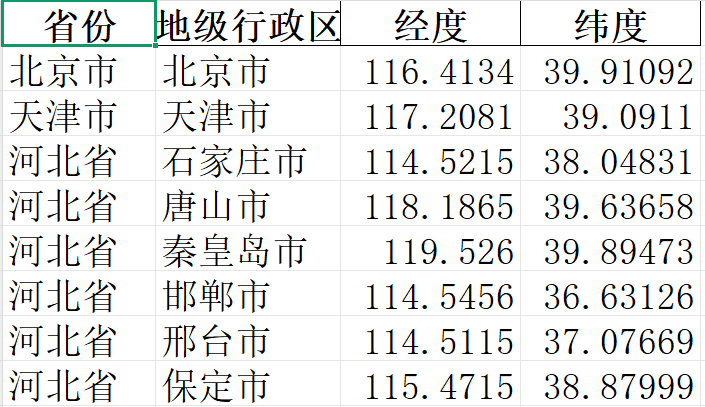 省份 地级行政区 经度 纬度
北京市 北京市 116.4134 39.91092
天津市 天津市 117.2081 39.0911
河北省 石家庄市 114.5215 38.04831
河北省 唐山市 118.1865 39.63658
河北省 秦皇岛市 119.526 39.89473
河北省 邯郸市 114.5456 36.63126
河北省 邢台市 114.5115 37.07669
河北省 保定市 115.4715 38.87999